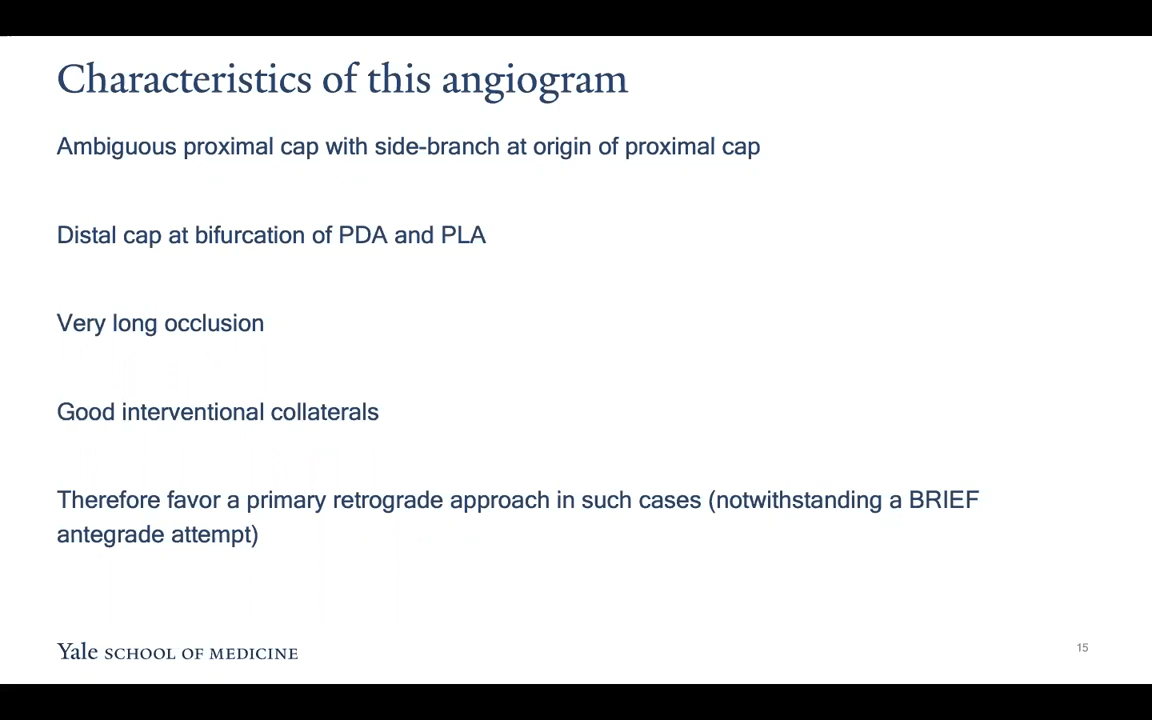 Characteristics of this angiogram
Ambiguous proximal cap with side-branch at origin of proximal cap
Distal cap at bifurcation of PDA and PLA
Very long occlusion
Good interventional collaterals
Therefore favor a primary retrograde approach in such cases (notwithstanding a BRIEF
antegrade attempt)
Yale SCHOOL OF MEDICINE
15